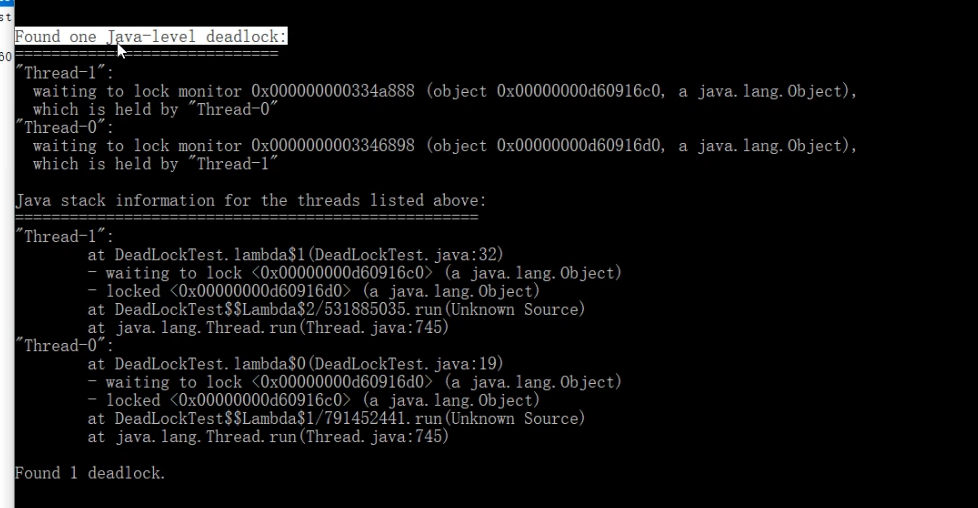 st
60
Found one Java-level deadlock:
=============================
"Thread-1":
  waiting to lock monitor 0x000000000334a888 (object 0x00000000d60916c0, a java.lang.Object),
  which is held by "Thread-0"
"Thread-0":
  waiting to lock monitor 0x0000000003346898 (object 0x00000000d60916d0, a java.lang.Object),
  which is held by "Thread-1"
Java stack information for the threads listed above:
===================================================
"Thread-1":
        at DeadLockTest.lambda$1(DeadLockTest.java:32)
        - waiting to lock <0x00000000d60916c0> (a java.lang.Object)
        - locked <0x00000000d60916d0> (a java.lang.Object)
        at DeadLockTest$$Lambda$2/531885035.run(Unknown Source)
        at java.lang.Thread.run(Thread.java:745)
"Thread-0":
        at DeadLockTest.lambda$0(DeadLockTest.java:19)
        - waiting to lock <0x00000000d60916d0> (a java.lang.Object)
        - locked <0x00000000d60916c0> (a java.lang.Object)
        at DeadLockTest$$Lambda$1/791452441.run(Unknown Source)
        at java.lang.Thread.run(Thread.java:745)
Found 1 deadlock.